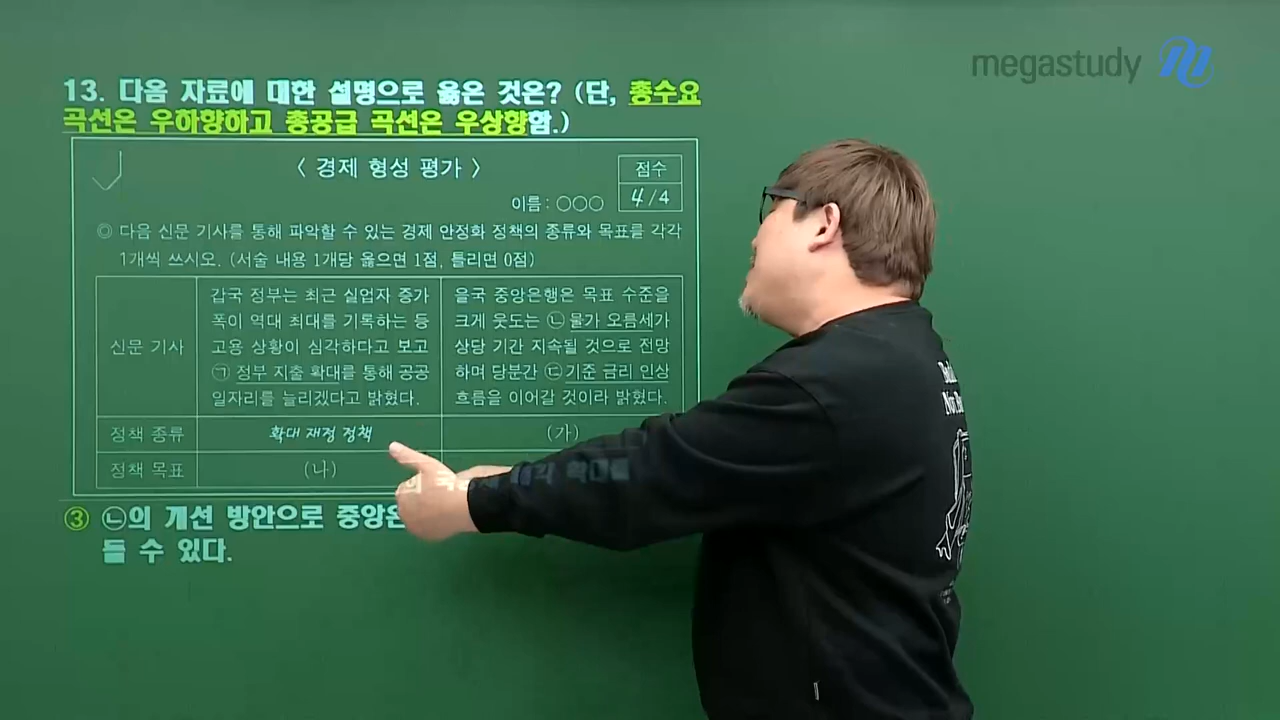 megastudy
13. 다음 자료에 대한 설명으로 옳은 것은? (단, 총수요
곡선은 우하향하고 총공급 곡선은 우상향함.)
〈 경제 형성 평가 〉
점수
4/4
이름 : ○○○
◎ 다음 신문 기사를 통해 파악할 수 있는 경제 안정화 정책의 종류와 목표를 각각
1개씩 쓰시오. (서술 내용 1개당 옳으면 1점, 틀리면 0점)
신문 기사
갑국 정부는 최근 실업자 증가
폭이 역대 최대를 기록하는 등
고용 상황이 심각하다고 보고
㉠ 정부 지출 확대를 통해 공공
일자리를 늘리겠다고 밝혔다.
을국 중앙은행은 목표 수준을
크게 웃도는 ㉡ 물가 오름세가
상당 기간 지속될 것으로 전망
하며 당분간 ㉢ 기준 금리 인상
흐름을 이어갈 것이라 밝혔다.
정책 종류
확대 재정 정책
(가)
정책 목표
(나)
③ ㉡의 개선 방안으로 중앙은
들 수 있다.